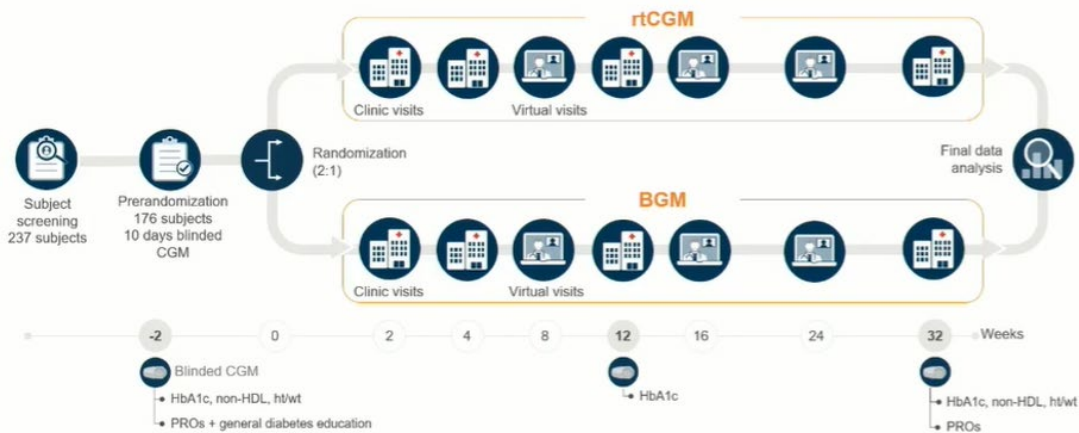 rtCGM
Clinic visits
Virtual visits
Subject
screening
237 subjects
Prerandomization
176 subjects
10 days blinded
CGM
Randomization
(2:1)
Final data
analysis
BGM
Clinic visits
Virtual visits
-2 0 2 4 8 12 16 24 32 Weeks
Blinded CGM
HbA1c, non-HDL, ht/wt
PROs + general diabetes education
HbA1c
HbA1c, non-HDL, ht/wt
PROs